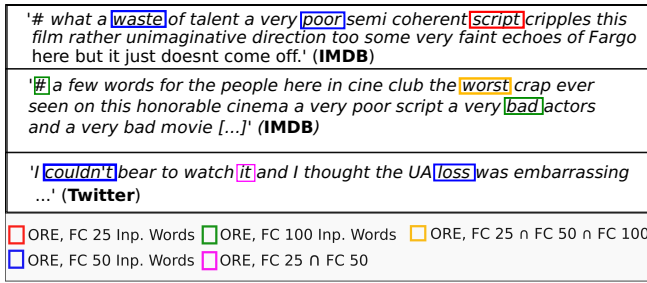 '# what a waste of talent a very poor semi coherent script cripples this
film rather unimaginative direction too some very faint echoes of Fargo
here but it just doesnt come off.' (IMDB)
'# a few words for the people here in cine club the worst crap ever
seen on this honorable cinema a very poor script a very bad actors
and a very bad movie [...]' (IMDB)
'I couldn't bear to watch it and I thought the UA loss was embarrassing
...' (Twitter)
ORE, FC 25 Inp. Words ORE, FC 100 Inp. Words ORE, FC 25 ∩ FC 50 ∩ FC 100
ORE, FC 50 Inp. Words ORE, FC 25 ∩ FC 50